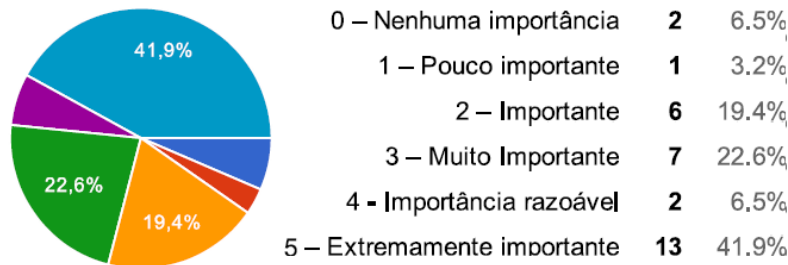 41,9%
22,6%
19,4%
0 – Nenhuma importância 2 6.5%
1 – Pouco importante 1 3.2%
2 – Importante 6 19.4%
3 – Muito Importante 7 22.6%
4 - Importância razoável 2 6.5%
5 – Extremamente importante 13 41.9%